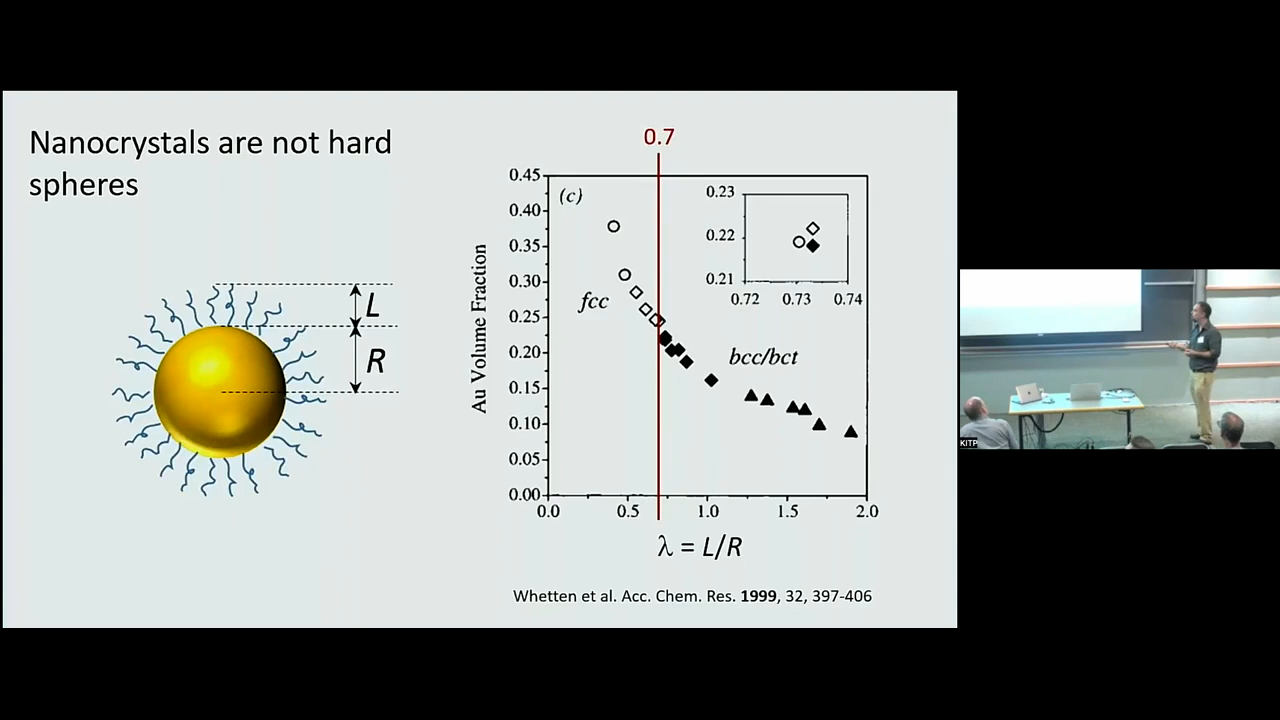 Nanocrystals are not hard
spheres
L
R
0.7
(c)
Au Volume Fraction
0.45
0.40
0.35
0.30
0.25
0.20
0.15
0.10
0.05
0.00
0.0
0.5
1.0
1.5
2.0
fcc
bcc/bct
0.23
0.22
0.21
0.72
0.73
0.74
λ = L/R
Whetten et al. Acc. Chem. Res. 1999, 32, 397-406
KITP